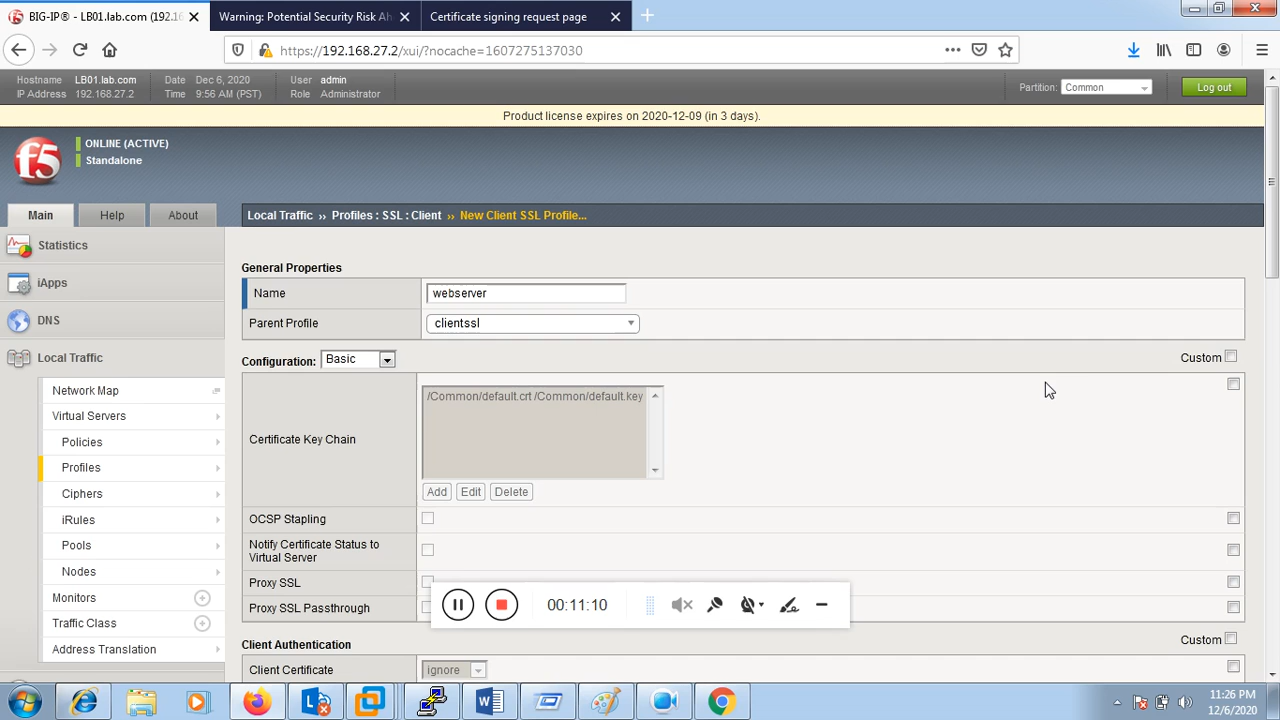 BIG-IP® - LB01.lab.com (192.16
Warning: Potential Security Risk Ah
Certificate signing request page
https://192.168.27.2/xui/?nocache=1607275137030
Hostname LB01.lab.com Date Dec 6, 2020 User admin
IP Address 192.168.27.2 Time 9:56 AM (PST) Role Administrator
Partition: Common
Log out
Product license expires on 2020-12-09 (in 3 days).
f5
ONLINE (ACTIVE)
Standalone
Main Help About
Local Traffic ›› Profiles : SSL : Client ›› New Client SSL Profile...
Statistics
iApps
DNS
Local Traffic
Network Map
Virtual Servers
Policies
Profiles
Ciphers
iRules
Pools
Nodes
Monitors
Traffic Class
Address Translation
General Properties
Name webserver
Parent Profile clientssl
Configuration: Basic Custom
Certificate Key Chain
/Common/default.crt /Common/default.key
Add Edit Delete
OCSP Stapling
Notify Certificate Status to
Virtual Server
Proxy SSL
Proxy SSL Passthrough
00:11:10
Client Authentication Custom
Client Certificate ignore
11:26 PM
12/6/2020